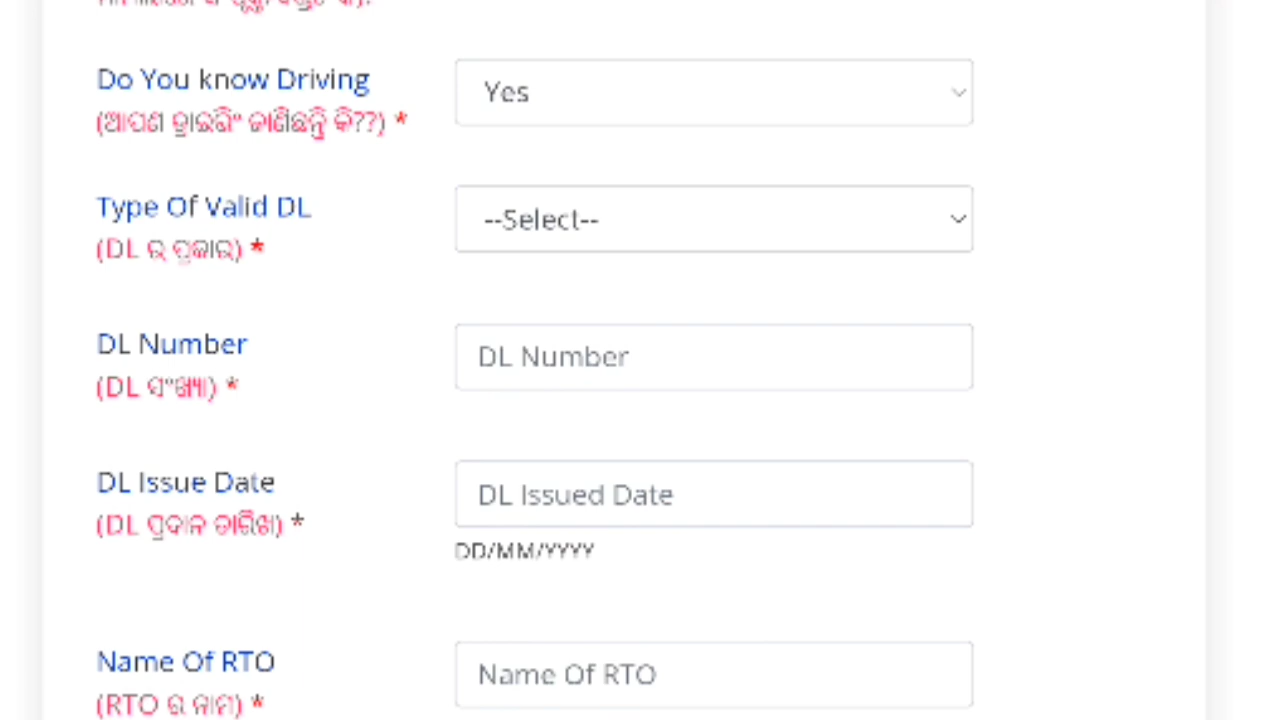 Do You know Driving
Yes
(ଆପଣ ଡ୍ରାଇଭିଂ ଜାଣିଛନ୍ତି କି??) *
Type Of Valid DL
--Select--
(DL ର ପ୍ରକାର) *
DL Number
DL Number
(DL ସଂଖ୍ୟା) *
DL Issue Date
DL Issued Date
(DL ପ୍ରଦାନ ତାରିଖ) *
DD/MM/YYYY
Name Of RTO
Name Of RTO
(RTO ର ନାମ) *